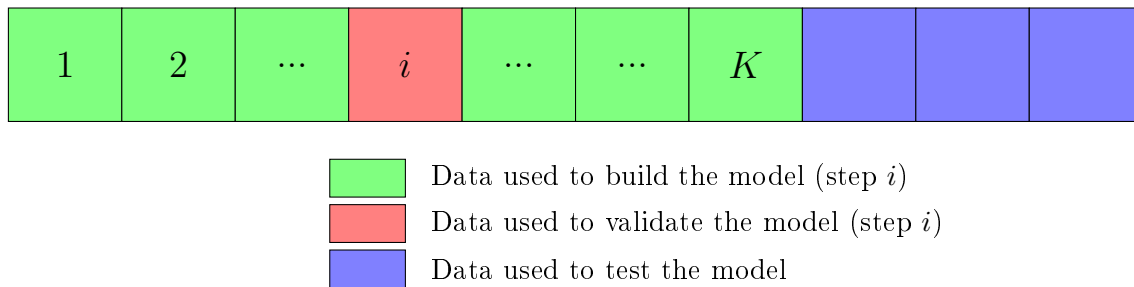 1 2 ... i ... ... K
Data used to build the model (step i)
Data used to validate the model (step i)
Data used to test the model